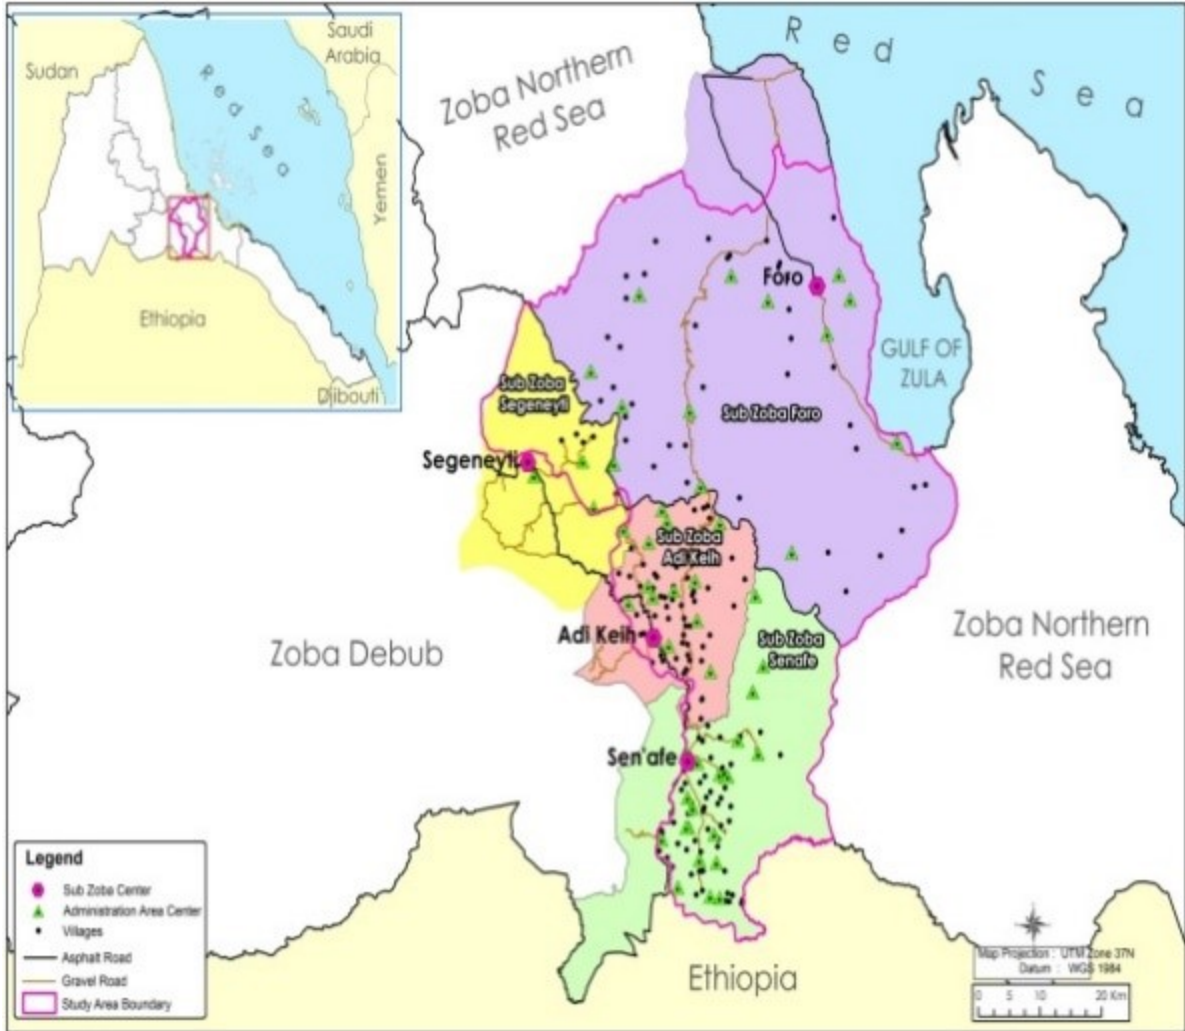 Saudi
Arabia
Sudan
Red Sea
Yemen
Ethiopia
Djibouti
Zoba Northern
Red Sea
Red Sea
Foro
GULF OF
ZULA
Sub Zoba
Segeneyti
Sub Zoba Foro
Segeneyti
Sub Zoba
Adi Keih
Adi Keih
Sub Zoba
Senafe
Zoba Debub
Zoba Northern
Red Sea
Sen'afe
Ethiopia
Legend
Sub Zoba Center
Administration Area Center
Villages
Asphalt Road
Gravel Road
Study Area Boundary
Map Projection : UTM Zone 37N
Datum : WGS 1984
0 5 10 20 Km